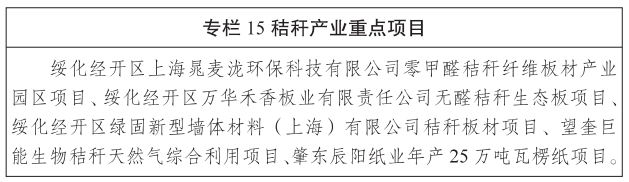 专栏 15 秸秆产业重点项目
绥化经开区上海晁麦泷环保科技有限公司零甲醛秸秆纤维板材产业
园区项目、绥化经开区万华禾香板业有限责任公司无醛秸秆生态板项目、
绥化经开区绿固新型墙体材料（上海）有限公司秸秆板材项目、望奎巨
能生物秸秆天然气综合利用项目、肇东辰阳纸业年产 25 万吨瓦楞纸项目。